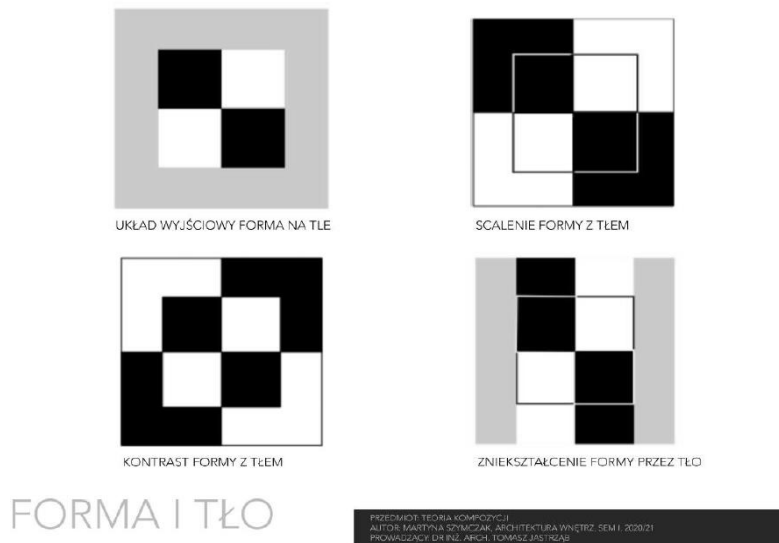 UKŁAD WYJŚCIOWY FORMA NA TLE
SCALENIE FORMY Z TŁEM
KONTRAST FORMY Z TŁEM
ZNIEKSZTAŁCENIE FORMY PRZEZ TŁO
FORMA I TŁO
PRZEDMIOT: TEORIA KOMPOZYCJI
AUTOR: MARTYNA SZYMCZAK, ARCHITEKTURA WNĘTRZ, SEM I, 2020/21
PROWADZĄCY: DR INŻ. ARCH. TOMASZ JASTRZĄB